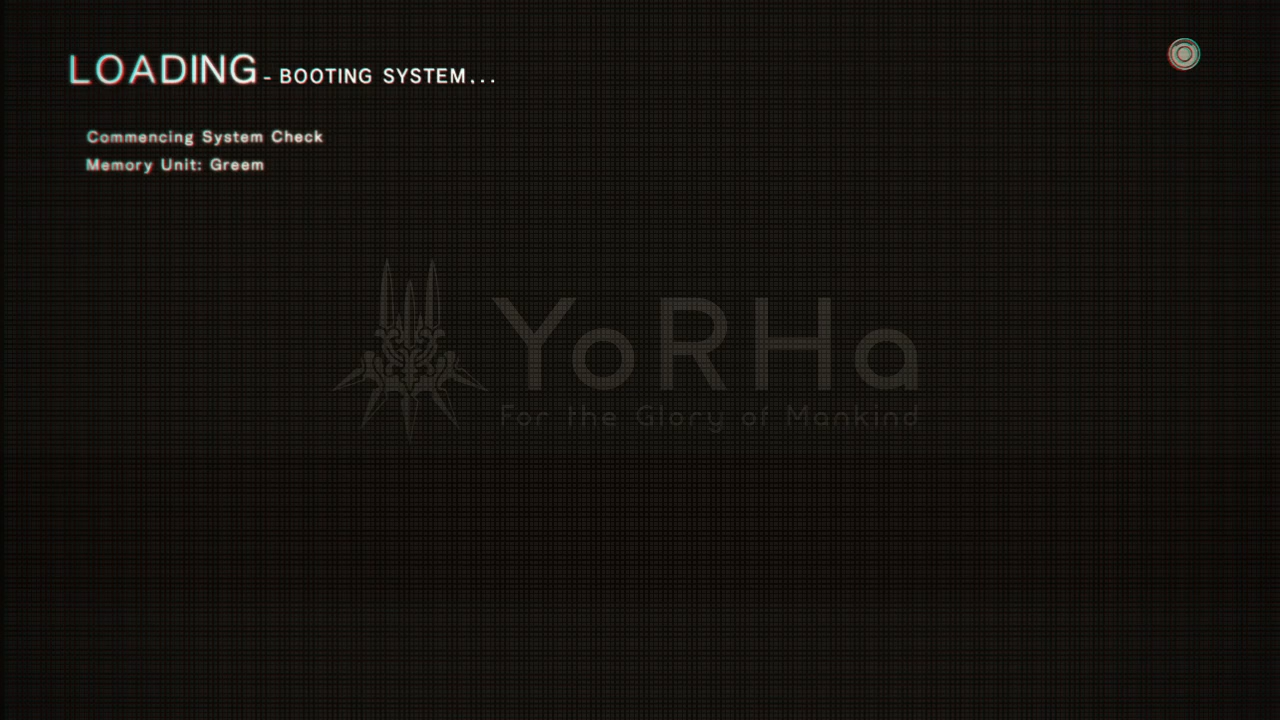 LOADING - BOOTING SYSTEM...
Commencing System Check
Memory Unit: Greem
YoRHa
For the Glory of Mankind